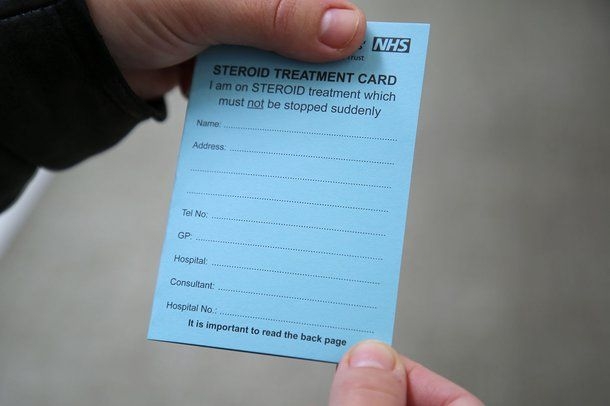 NHS
Trust
STEROID TREATMENT CARD
I am on STEROID treatment which
must not be stopped suddenly
Name:
Address:
Tel No:
GP:
Hospital:
Consultant:
Hospital No.:
It is important to read the back page